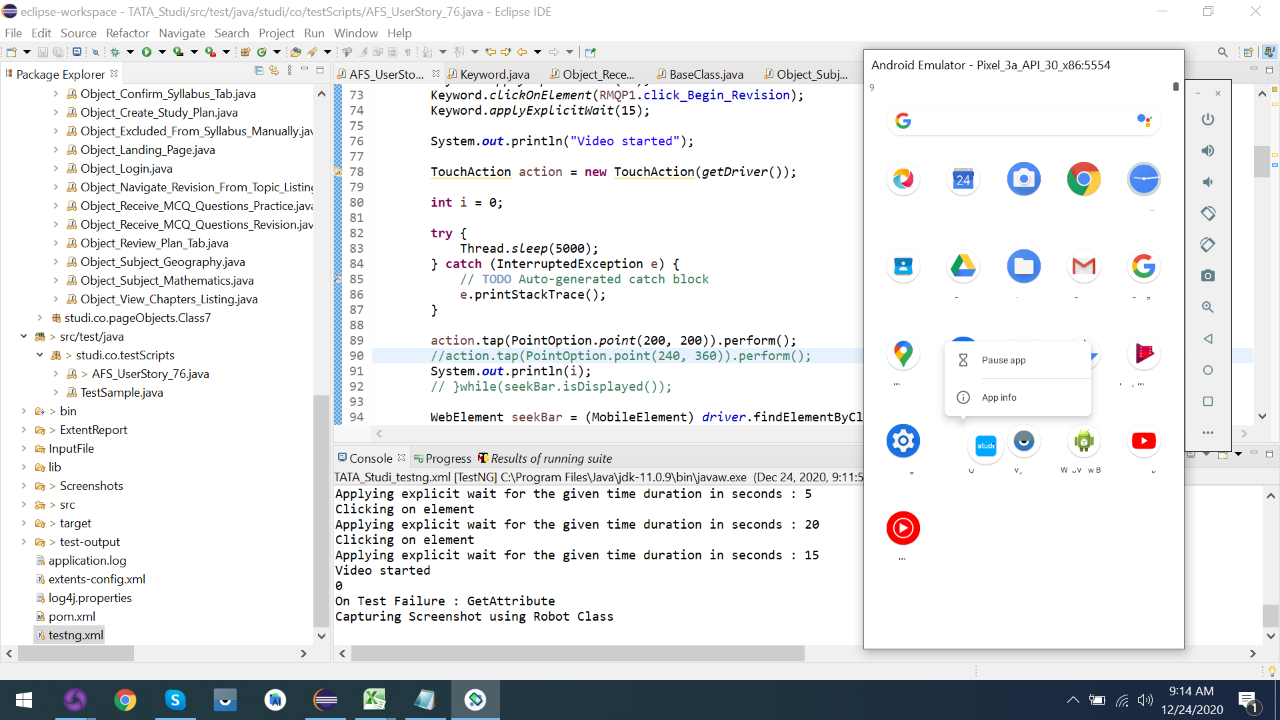 eclipse-workspace - TATA_Studi/src/test/java/studi/co/testScripts/AFS_UserStory_76.java - Eclipse IDE
File Edit Source Refactor Navigate Search Project Run Window Help
Package Explorer
Object_Confirm_Syllabus_Tab.java
Object_Create_Study_Plan.java
Object_Excluded_From_Syllabus_Manually.jav
Object_Landing_Page.java
Object_Login.java
Object_Navigate_Revision_From_Topic_Listing
Object_Receive_MCQ_Questions_Practice.java
Object_Receive_MCQ_Questions_Revision.jav
Object_Review_Plan_Tab.java
Object_Subject_Geography.java
Object_Subject_Mathematics.java
Object_View_Chapters_Listing.java
studi.co.pageObjects.Class7
> src/test/java
> studi.co.testScripts
> AFS_UserStory_76.java
TestSample.java
> bin
> ExtentReport
InputFile
> lib
> Screenshots
> src
> target
> test-output
application.log
extents-config.xml
log4j.properties
pom.xml
testng.xml
AFS_UserSto... Keyword.java Object_Rece... BaseClass.java Object_Subj...
73 Keyword.clickOnElement(RMQP1.click_Begin_Revision);
74 Keyword.applyExplicitWait(15);
75
76 System.out.println("Video started");
77
78 TouchAction action = new TouchAction(getDriver());
79
80 int i = 0;
81
82 try {
83 Thread.sleep(5000);
84 } catch (InterruptedException e) {
85 // TODO Auto-generated catch block
86 e.printStackTrace();
87 }
88
89 action.tap(PointOption.point(200, 200)).perform();
90 //action.tap(PointOption.point(240, 360)).perform();
91 System.out.println(i);
92 // }while(seekBar.isDisplayed());
93
94 WebElement seekBar = (MobileElement) driver.findElementByCl
Console Progress Results of running suite
TATA_Studi_testng.xml [TestNG] C:\Program Files\Java\jdk-11.0.9\bin\javaw.exe (Dec 24, 2020, 9:11:5
Applying explicit wait for the given time duration in seconds : 5
Clicking on element
Applying explicit wait for the given time duration in seconds : 20
Clicking on element
Applying explicit wait for the given time duration in seconds : 15
Video started
0
On Test Failure : GetAttribute
Capturing Screenshot using Robot Class
Android Emulator - Pixel_3a_API_30_x86:5554
9
24
Pause app
App info
studi
9:14 AM
12/24/2020
1